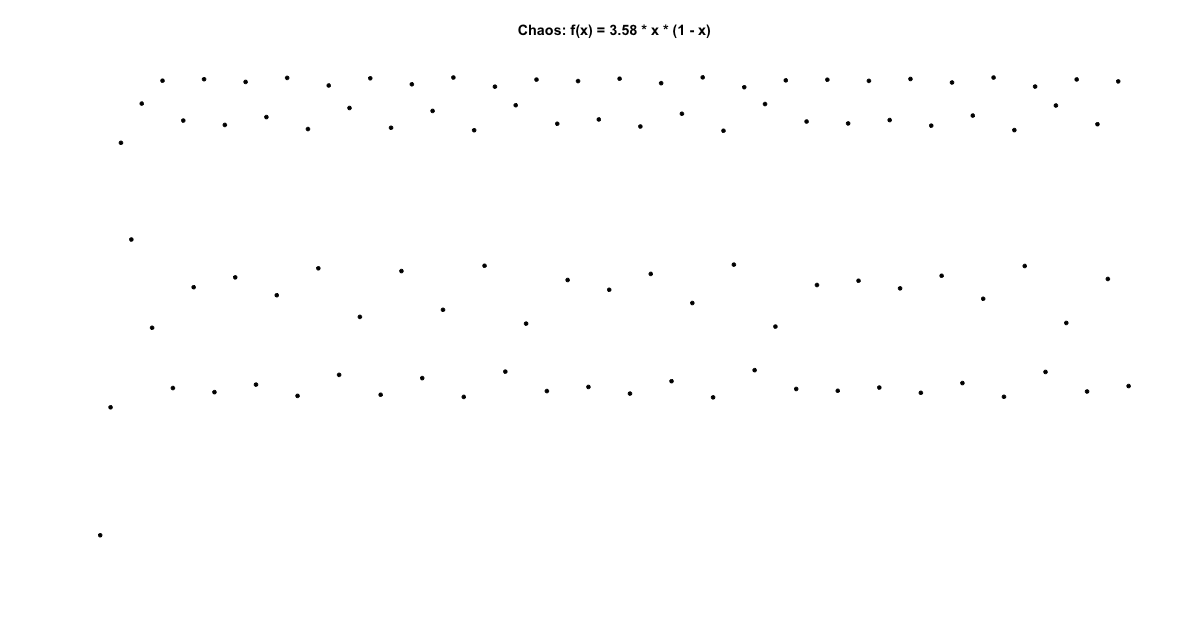 Chaos: f(x) = 3.58 * x * (1 - x)